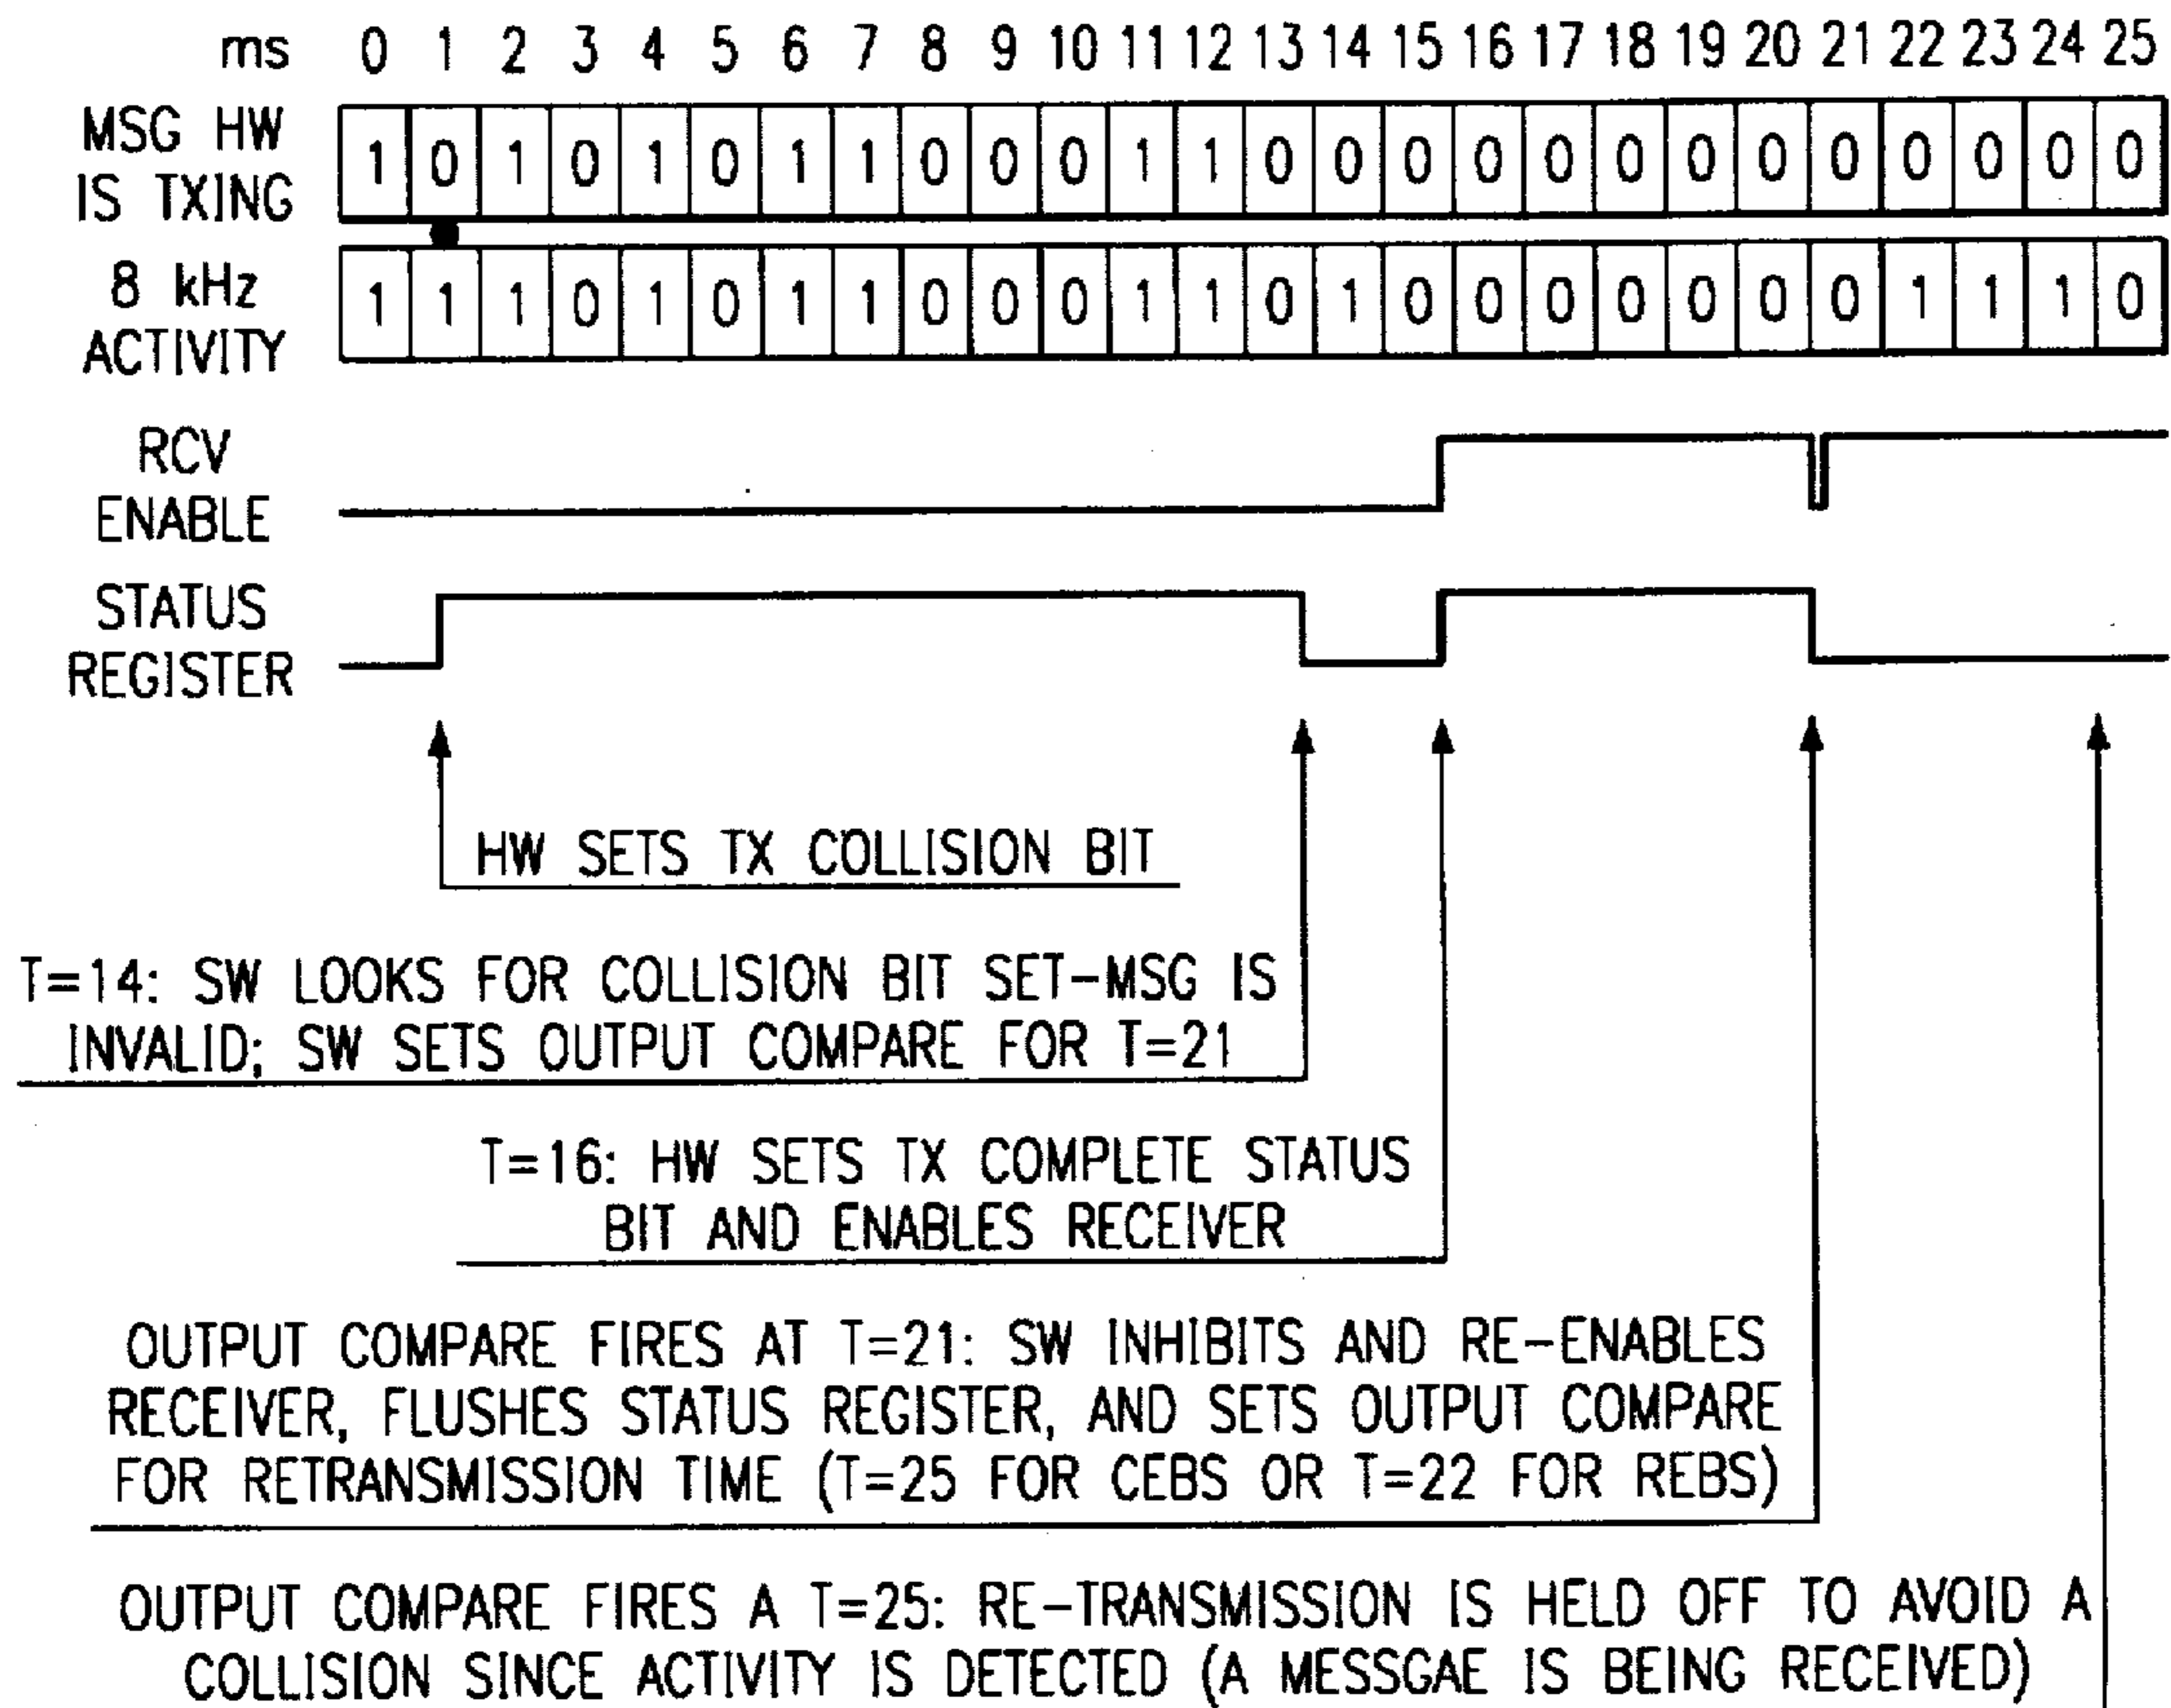 ms 0 1 2 3 4 5 6 7 8 9 10 11 12 13 14 15 16 17 18 19 20 21 22 23 24 25
MSG HW
IS TXING
1 0 1 0 1 0 1 1 0 0 0 1 1 0 0 0 0 0 0 0 0 0 0 0 0 0
8 kHz
ACTIVITY
1 1 1 0 1 0 1 1 0 0 0 1 1 0 1 0 0 0 0 0 0 0 1 1 1 0
RCV
ENABLE
STATUS
REGISTER
HW SETS TX COLLISION BIT
T=14: SW LOOKS FOR COLLISION BIT SET-MSG IS
INVALID; SW SETS OUTPUT COMPARE FOR T=21
T=16: HW SETS TX COMPLETE STATUS
BIT AND ENABLES RECEIVER
OUTPUT COMPARE FIRES AT T=21: SW INHIBITS AND RE-ENABLES
RECEIVER, FLUSHES STATUS REGISTER, AND SETS OUTPUT COMPARE
FOR RETRANSMISSION TIME (T=25 FOR CEBS OR T=22 FOR REBS)
OUTPUT COMPARE FIRES A T=25: RE-TRANSMISSION IS HELD OFF TO AVOID A
COLLISION SINCE ACTIVITY IS DETECTED (A MESSGAE IS BEING RECEIVED)